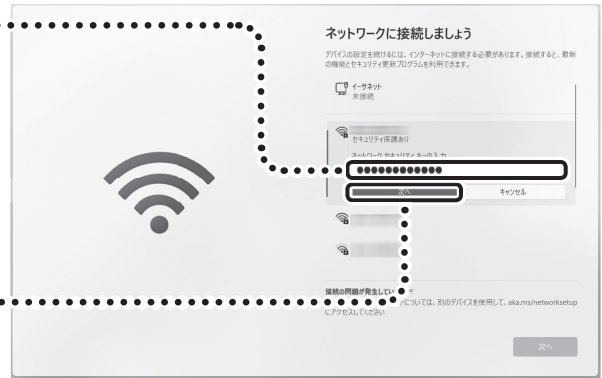 ネットワークに接続しましょう
デバイスの設定を続けるには、インターネットに接続する必要があります。接続すると、最新
の機能とセキュリティ更新プログラムを利用できます。
イーサネット
未接続
セキュリティ保護あり
ネットワーク セキュリティ キーの入力
●●●●●●●●●●●●
次へ
キャンセル
接続の問題が発生してい
については、別のデバイスを使用して、aka.ms/networksetup
にアクセスしてください
次へ